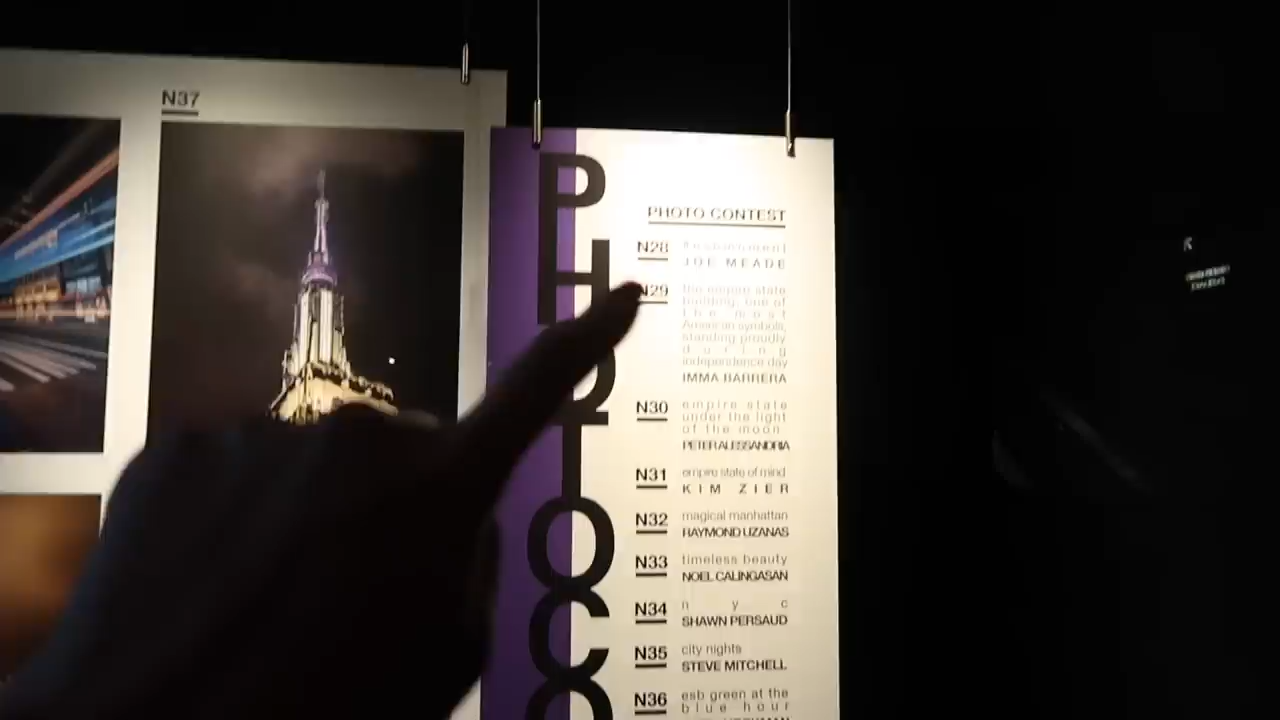 N37
PHOTOCO
PHOTO CONTEST
N28
JOE MEADE
N29
the empire state
building, one of
the most
American symbols,
standing proudly
during
independence day
IMMA BARRERA
N30
empire state
under the light
of the moon
PETER ALESSANDRIA
N31
empire state of mind
KIM ZIER
N32
magical manhattan
RAYMOND UZANAS
N33
timeless beauty
NOEL CALINGASAN
N34
nyc
SHAWN PERSAUD
N35
city nights
STEVE MITCHELL
N36
esb green at the
blue hour